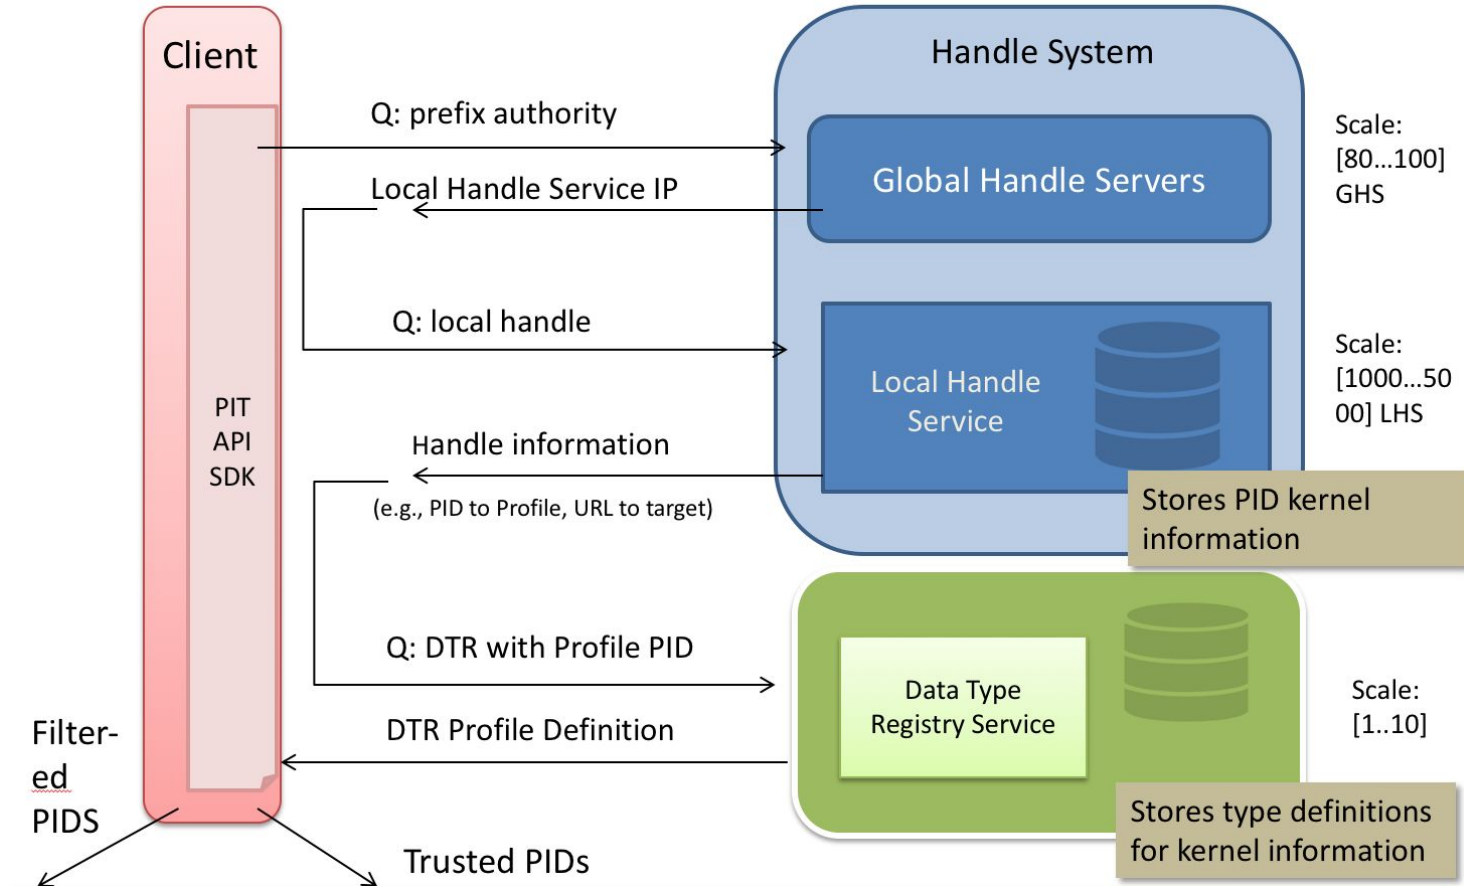 Client
Handle System
Q: prefix authority
Scale:
[80...100]
GHS
Global Handle Servers
Local Handle Service IP
Q: local handle
Scale:
[1000...50
00] LHS
Local Handle
Service
PIT
API
SDK
Handle information
(e.g., PID to Profile, URL to target)
Stores PID kernel
information
Q: DTR with Profile PID
Data Type
Registry Service
Scale:
[1..10]
DTR Profile Definition
Filter-
ed
PIDS
Stores type definitions
for kernel information
Trusted PIDs